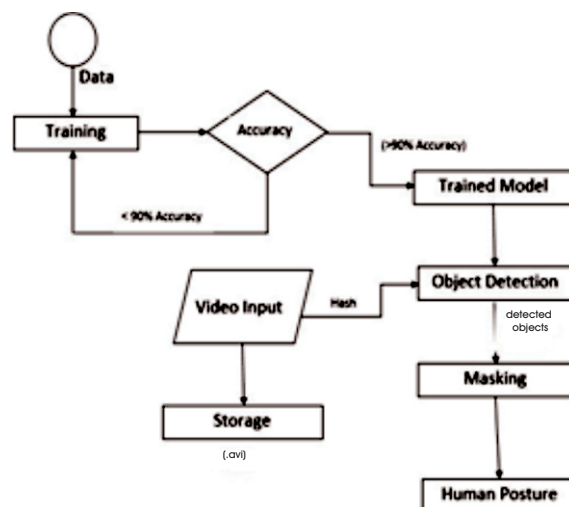 Data
Training
Accuracy
(>90% Accuracy)
Trained Model
< 90% Accuracy
Video Input
Hash
Object Detection
detected
objects
Masking
Storage
(.avi)
Human Posture